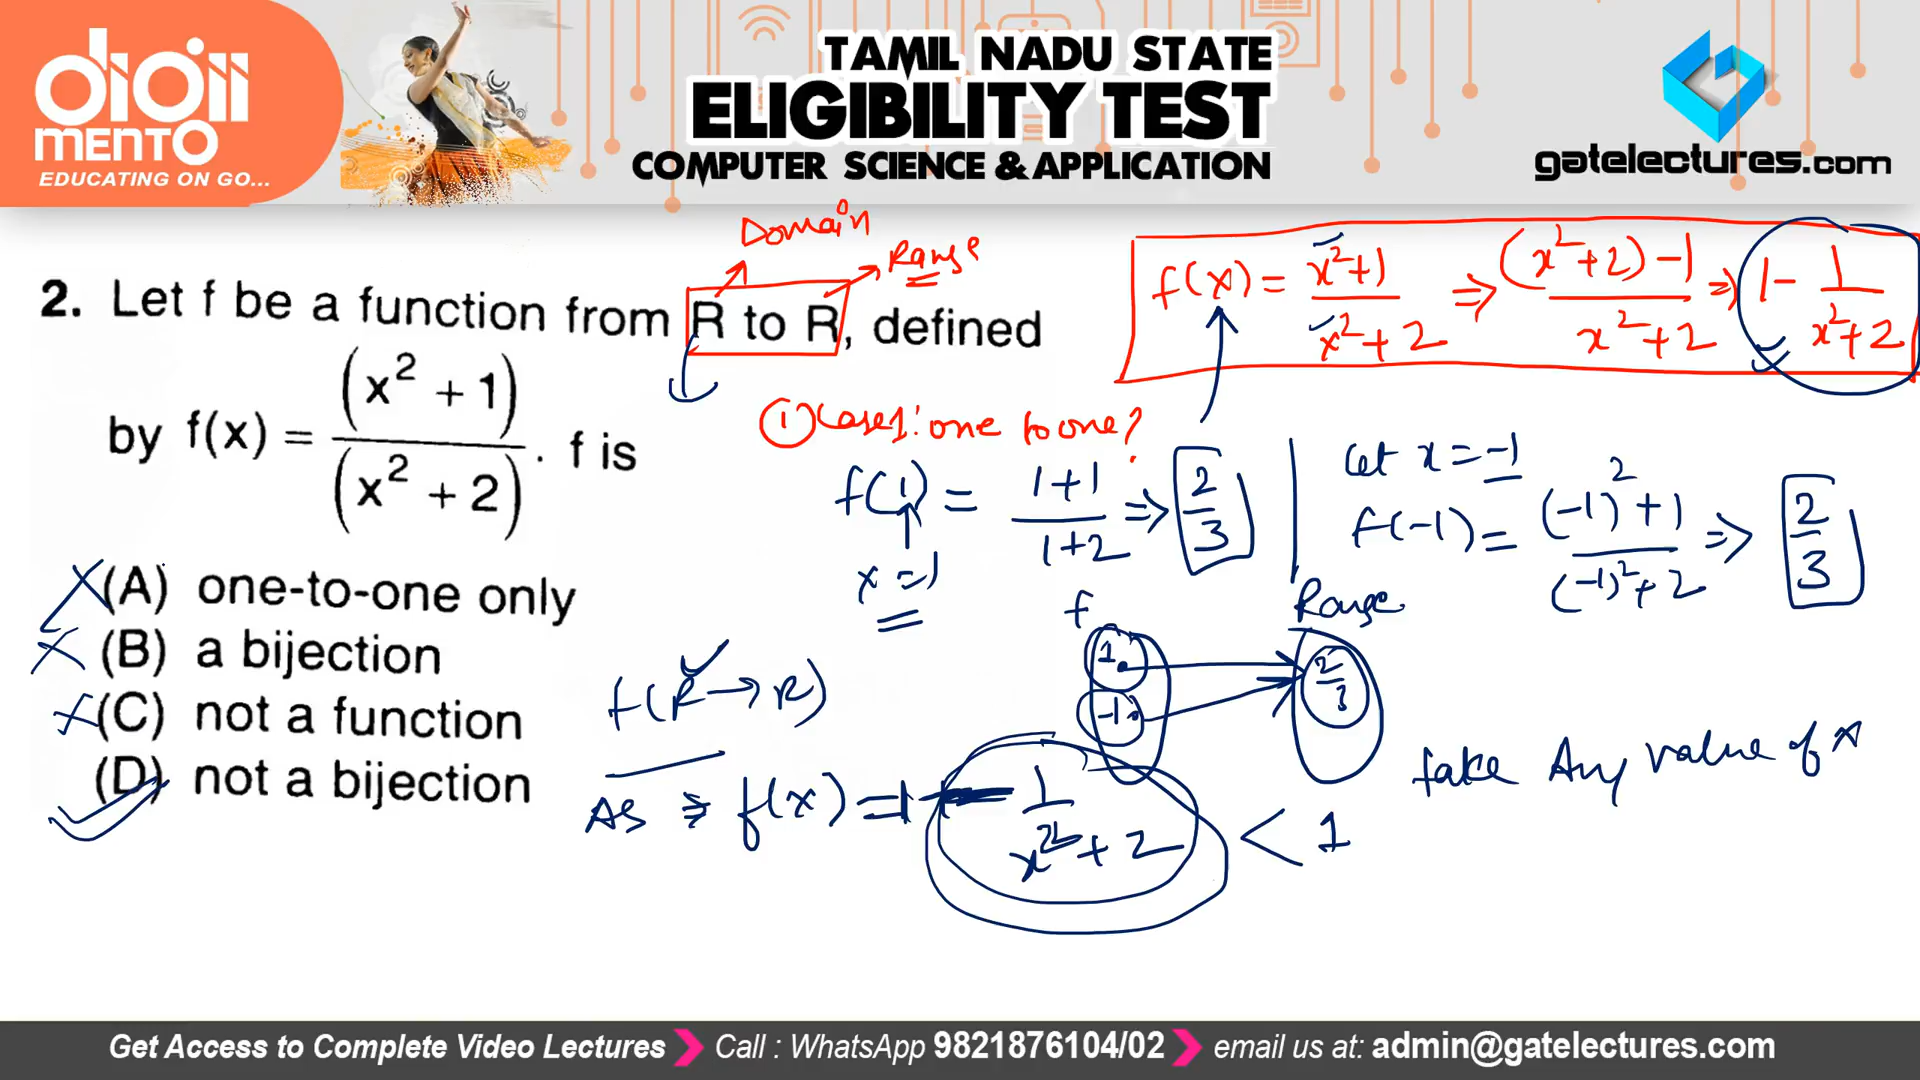 digii
MENTO
EDUCATING ON GO...
TAMIL NADU STATE
ELIGIBILITY TEST
COMPUTER SCIENCE & APPLICATION
gatelectures.com
Domain
Range
2. Let f be a function from R to R, defined
by f(x) = (x² + 1) / (x² + 2) . f is
(A) one-to-one only
(B) a bijection
(C) not a function
(D) not a bijection
f(x) = x²+1 / x²+2 => (x²+2)-1 / x²+2 => 1 - 1 / x²+2
① Case1: one to one?
f(1) = 1+1 / 1+2 => 2/3
x = 1
Let x = -1
f(-1) = (-1)²+1 / (-1)²+2 => 2/3
f Range
1
-1
2/3
f(R → R)
As => f(x) = 1 - 1 / x²+2 < 1
take Any value of x
Get Access to Complete Video Lectures Call : WhatsApp 9821876104/02 email us at: admin@gatelectures.com